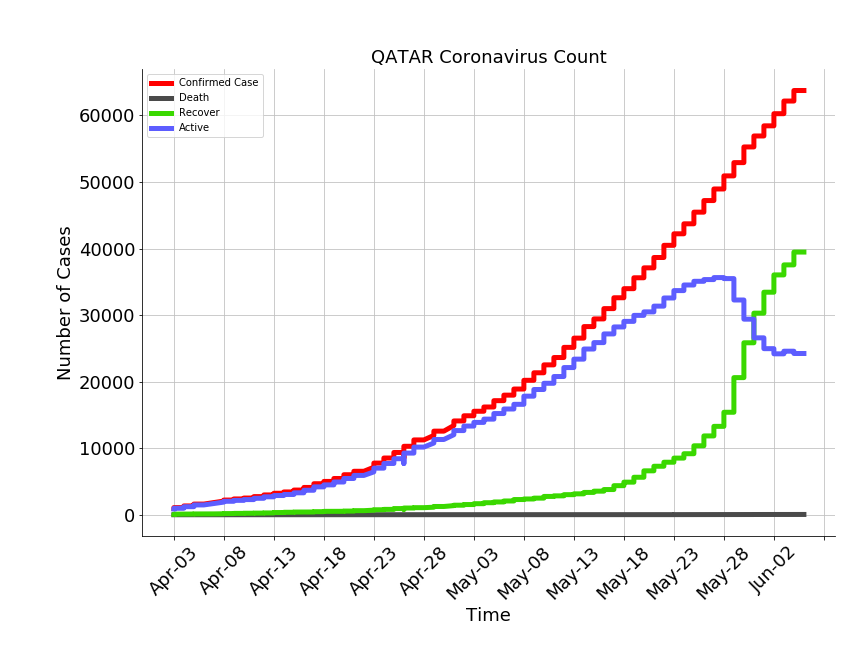 QATAR Coronavirus Count
Confirmed Case
Death
Recover
Active
60000
50000
40000
30000
20000
10000
0
Number of Cases
Apr-03
Apr-08
Apr-13
Apr-18
Apr-23
Apr-28
May-03
May-08
May-13
May-18
May-23
May-28
Jun-02
Time